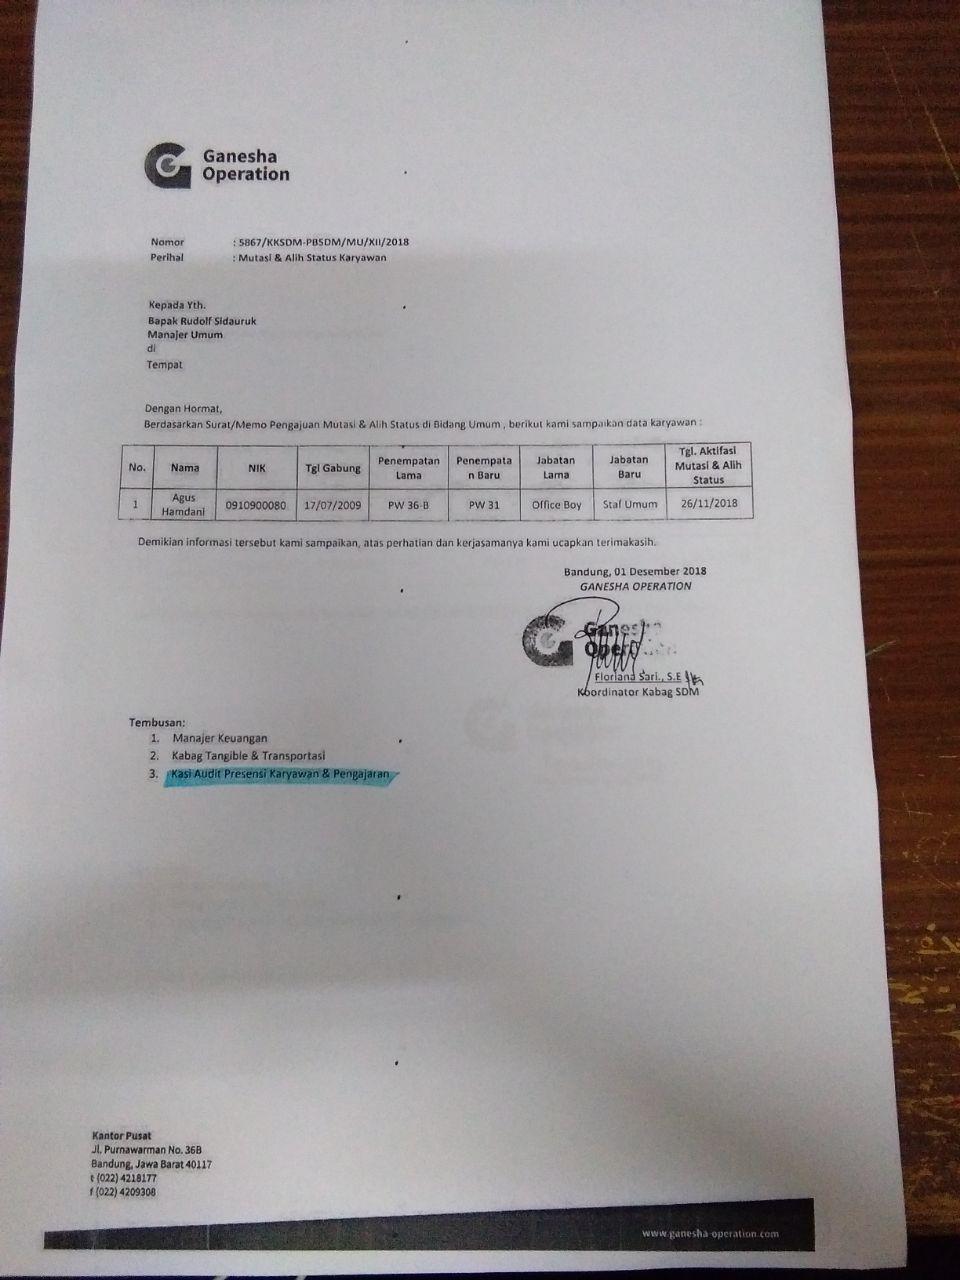 Ganesha
Operation
Nomor : 5867/KKSDM-PBSDM/MU/XII/2018
Perihal : Mutasi & Alih Status Karyawan
Kepada Yth.
Bapak Rudolf Sidauruk
Manajer Umum
di
Tempat
Dengan Hormat,
Berdasarkan Surat/Memo Pengajuan Mutasi & Alih Status di Bidang Umum , berikut kami sampaikan data karyawan :
No. Nama NIK Tgl Gabung Penempatan Lama Penempata n Baru Jabatan Lama Jabatan Baru Tgl. Aktifasi Mutasi & Alih Status
1 Agus Hamdani 0910900080 17/07/2009 PW 36-B PW 31 Office Boy Staf Umum 26/11/2018
Demikian informasi tersebut kami sampaikan, atas perhatian dan kerjasamanya kami ucapkan terimakasih.
Bandung, 01 Desember 2018
GANESHA OPERATION
Ganesha
Operation
Floriana Sari., S.E
Koordinator Kabag SDM
Tembusan:
1. Manajer Keuangan
2. Kabag Tangible & Transportasi
3. Kasi Audit Presensi Karyawan & Pengajaran
Kantor Pusat
Jl. Purnawarman No. 36B
Bandung, Jawa Barat 40117
t (022) 4218177
f (022) 4209308
www.ganesha-operation.com